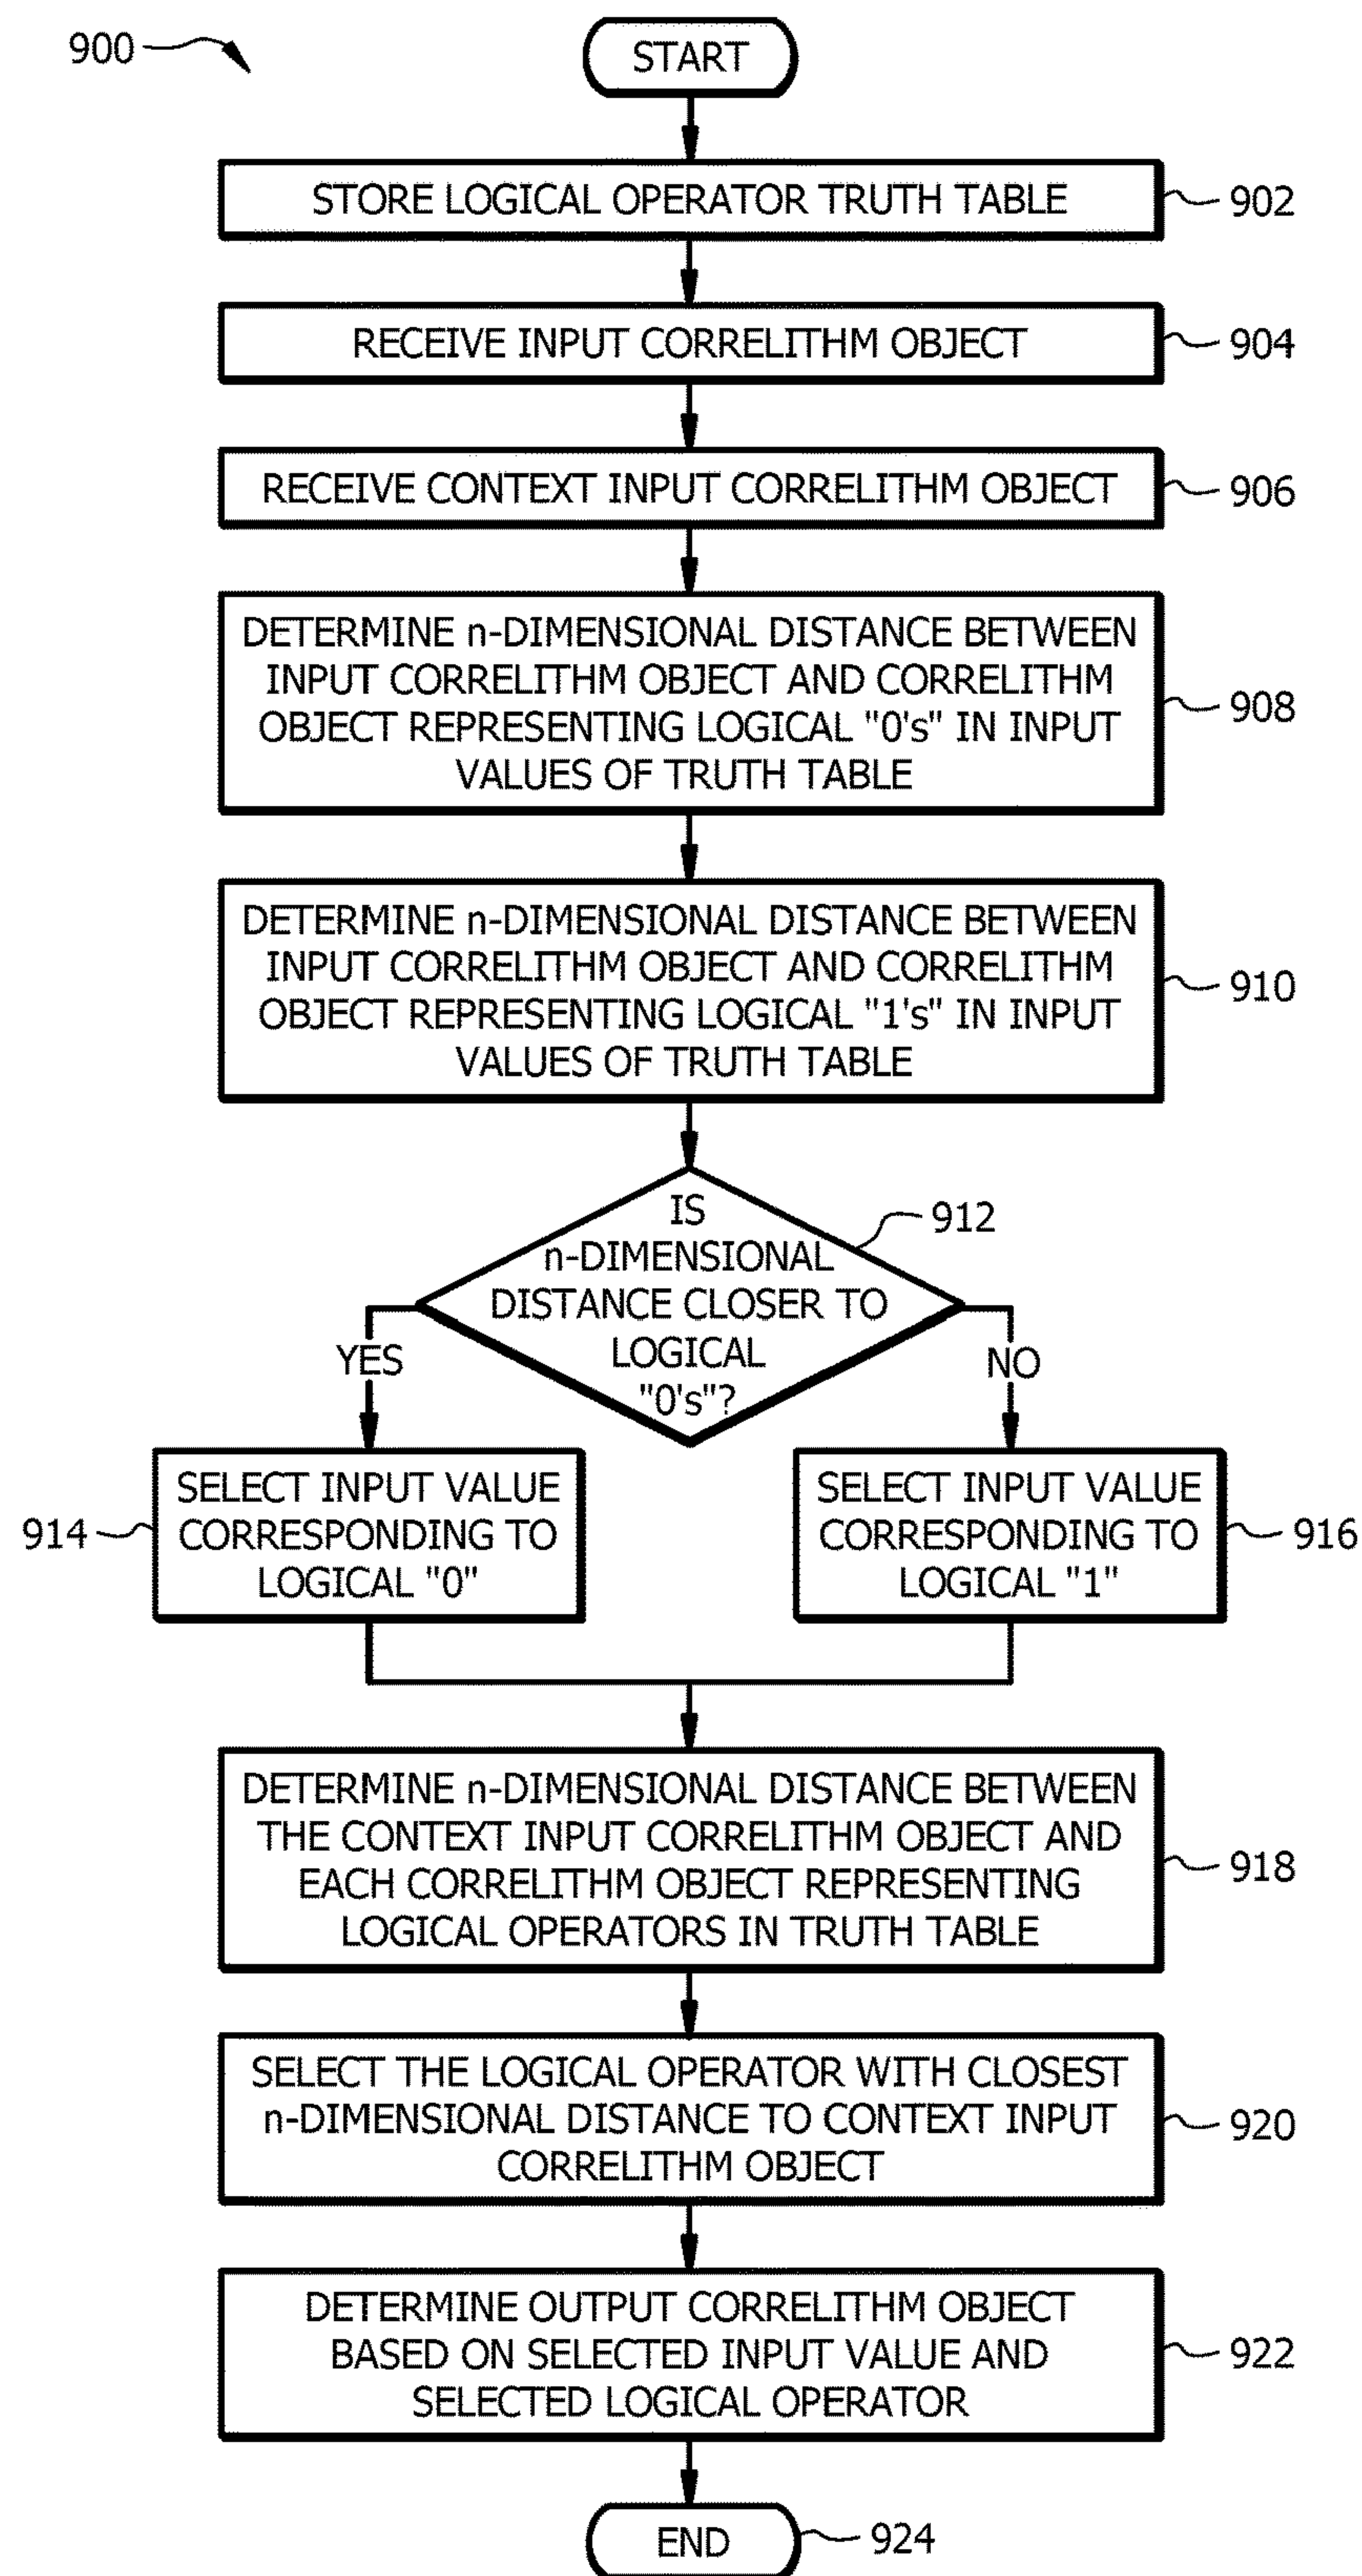 900
START
STORE LOGICAL OPERATOR TRUTH TABLE
902
RECEIVE INPUT CORRELITHM OBJECT
904
RECEIVE CONTEXT INPUT CORRELITHM OBJECT
906
DETERMINE n-DIMENSIONAL DISTANCE BETWEEN
INPUT CORRELITHM OBJECT AND CORRELITHM
OBJECT REPRESENTING LOGICAL "0's" IN INPUT
VALUES OF TRUTH TABLE
908
DETERMINE n-DIMENSIONAL DISTANCE BETWEEN
INPUT CORRELITHM OBJECT AND CORRELITHM
OBJECT REPRESENTING LOGICAL "1's" IN INPUT
VALUES OF TRUTH TABLE
910
IS
n-DIMENSIONAL
DISTANCE CLOSER TO
LOGICAL
"0's"?
912
YES
NO
SELECT INPUT VALUE
CORRESPONDING TO
LOGICAL "0"
914
SELECT INPUT VALUE
CORRESPONDING TO
LOGICAL "1"
916
DETERMINE n-DIMENSIONAL DISTANCE BETWEEN
THE CONTEXT INPUT CORRELITHM OBJECT AND
EACH CORRELITHM OBJECT REPRESENTING
LOGICAL OPERATORS IN TRUTH TABLE
918
SELECT THE LOGICAL OPERATOR WITH CLOSEST
n-DIMENSIONAL DISTANCE TO CONTEXT INPUT
CORRELITHM OBJECT
920
DETERMINE OUTPUT CORRELITHM OBJECT
BASED ON SELECTED INPUT VALUE AND
SELECTED LOGICAL OPERATOR
922
END
924